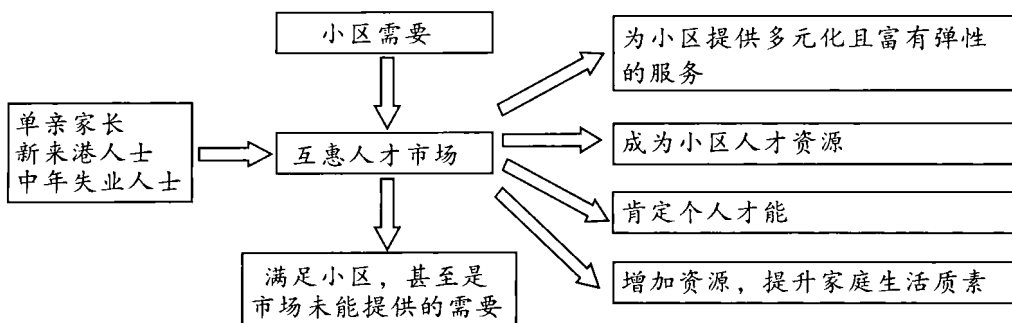 小区需要
单亲家长
新来港人士
中年失业人士
互惠人才市场
满足小区，甚至是
市场未能提供的需要
为小区提供多元化且富有弹性
的服务
成为小区人才资源
肯定个人才能
增加资源，提升家庭生活质素